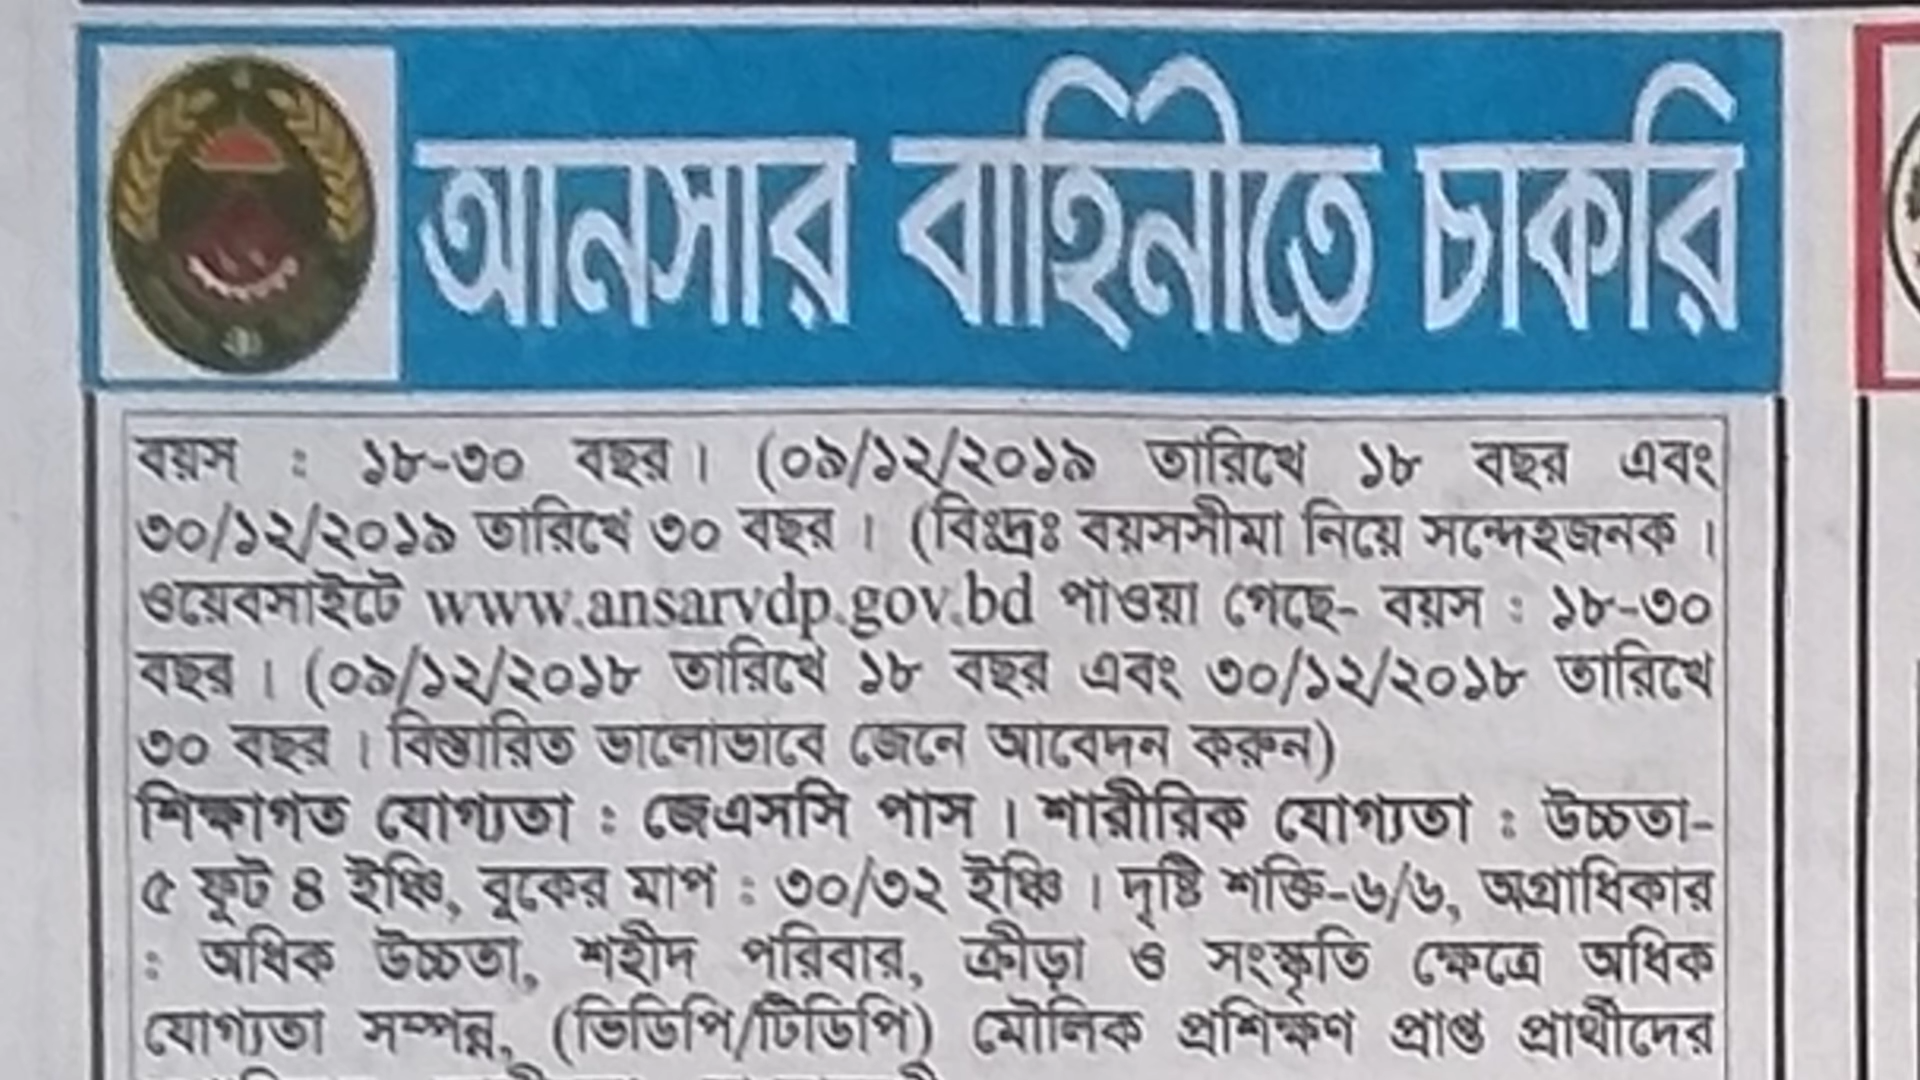 আনসার বাহিনীতে চাকরি
বয়স : ১৮-৩০ বছর। (০৯/১২/২০১৯ তারিখে ১৮ বছর এবং
৩০/১২/২০১৯ তারিখে ৩০ বছর। (বিঃদ্রঃ বয়সসীমা নিয়ে সন্দেহজনক।
ওয়েবসাইটে www.ansarvdp.gov.bd পাওয়া গেছে- বয়স : ১৮-৩০
বছর। (০৯/১২/২০১৮ তারিখে ১৮ বছর এবং ৩০/১২/২০১৮ তারিখে
৩০ বছর। বিস্তারিত ভালোভাবে জেনে আবেদন করুন)
শিক্ষাগত যোগ্যতা : জেএসসি পাস। শারীরিক যোগ্যতা : উচ্চতা-
৫ ফুট ৪ ইঞ্চি, বুকের মাপ : ৩০/৩২ ইঞ্চি। দৃষ্টি শক্তি-৬/৬, অগ্রাধিকার
: অধিক উচ্চতা, শহীদ পরিবার, ক্রীড়া ও সংস্কৃতি ক্ষেত্রে অধিক
যোগ্যতা সম্পন্ন, (ভিডিপি/টিডিপি) মৌলিক প্রশিক্ষণ প্রাপ্ত প্রার্থীদের